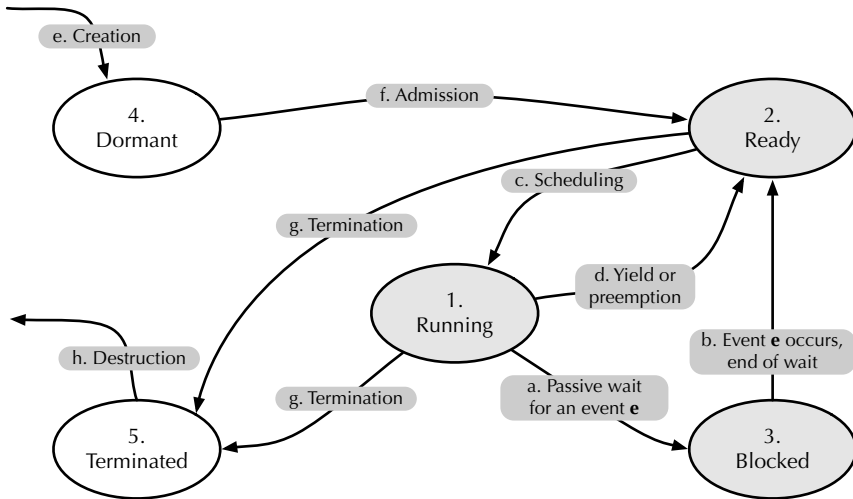 e. Creation
4.
Dormant
f. Admission
2.
Ready
c. Scheduling
g. Termination
1.
Running
d. Yield or
preemption
h. Destruction
g. Termination
a. Passive wait
for an event e
b. Event e occurs,
end of wait
5.
Terminated
3.
Blocked